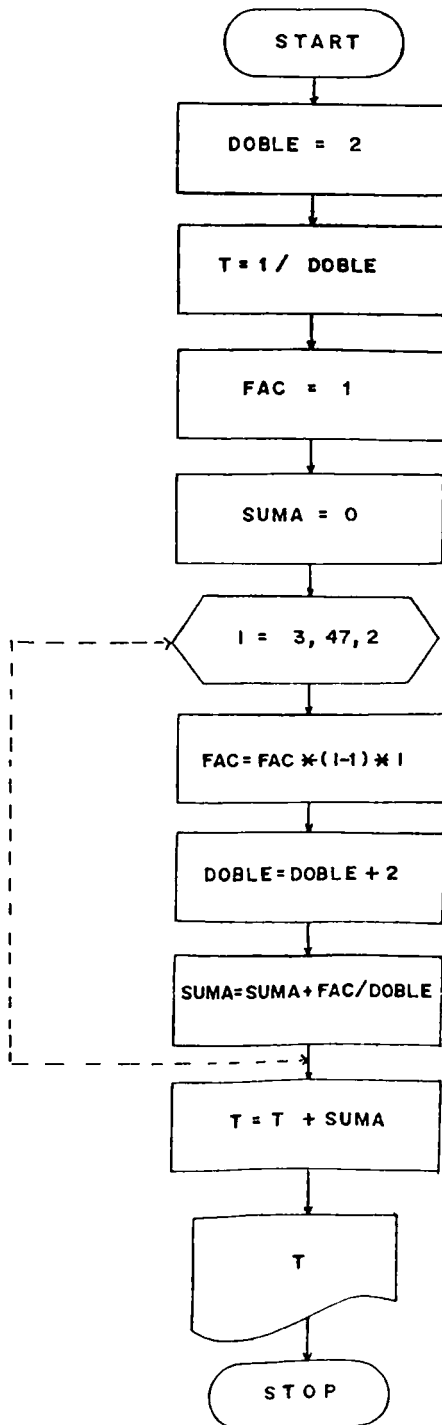 START
DOBLE = 2
T = 1 / DOBLE
FAC = 1
SUMA = 0
I = 3, 47, 2
FAC = FAC * (I-1) * I
DOBLE = DOBLE + 2
SUMA = SUMA + FAC/DOBLE
T = T + SUMA
T
STOP